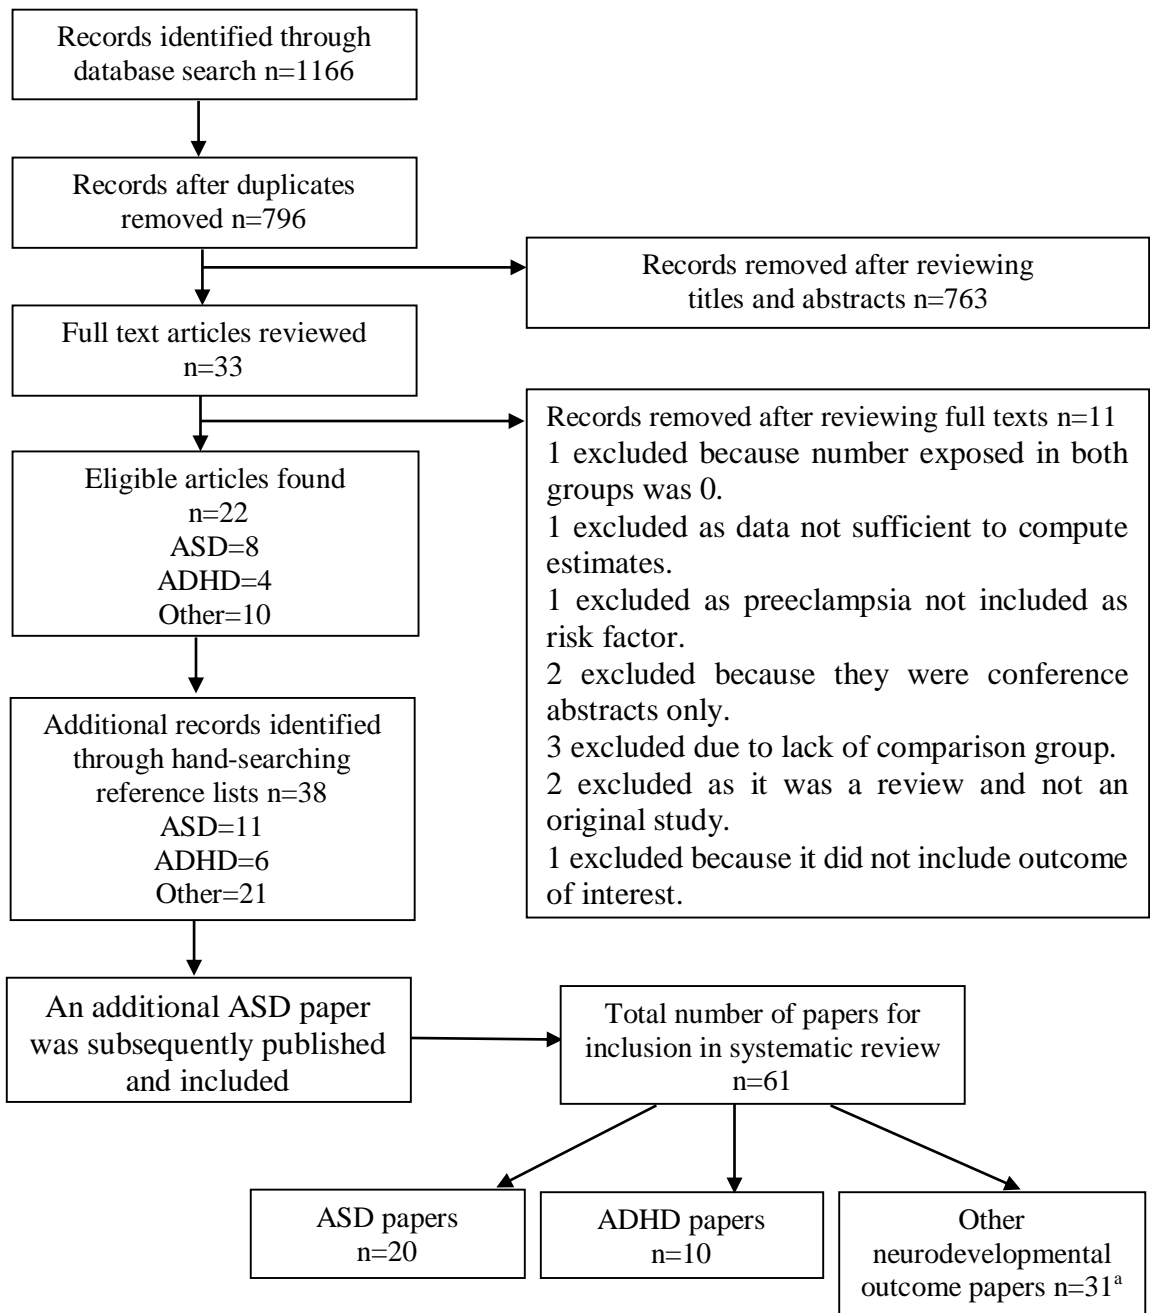 Records identified through
database search n=1166
Records after duplicates
removed n=796
Records removed after reviewing
titles and abstracts n=763
Full text articles reviewed
n=33
Records removed after reviewing full texts n=11
1 excluded because number exposed in both
groups was 0.
1 excluded as data not sufficient to compute
estimates.
1 excluded as preeclampsia not included as
risk factor.
2 excluded because they were conference
abstracts only.
3 excluded due to lack of comparison group.
2 excluded as it was a review and not an
original study.
1 excluded because it did not include outcome
of interest.
Eligible articles found
n=22
ASD=8
ADHD=4
Other=10
Additional records identified
through hand-searching
reference lists n=38
ASD=11
ADHD=6
Other=21
An additional ASD paper
was subsequently published
and included
Total number of papers for
inclusion in systematic review
n=61
ASD papers
n=20
ADHD papers
n=10
Other
neurodevelopmental
outcome papers n=31ᵃ